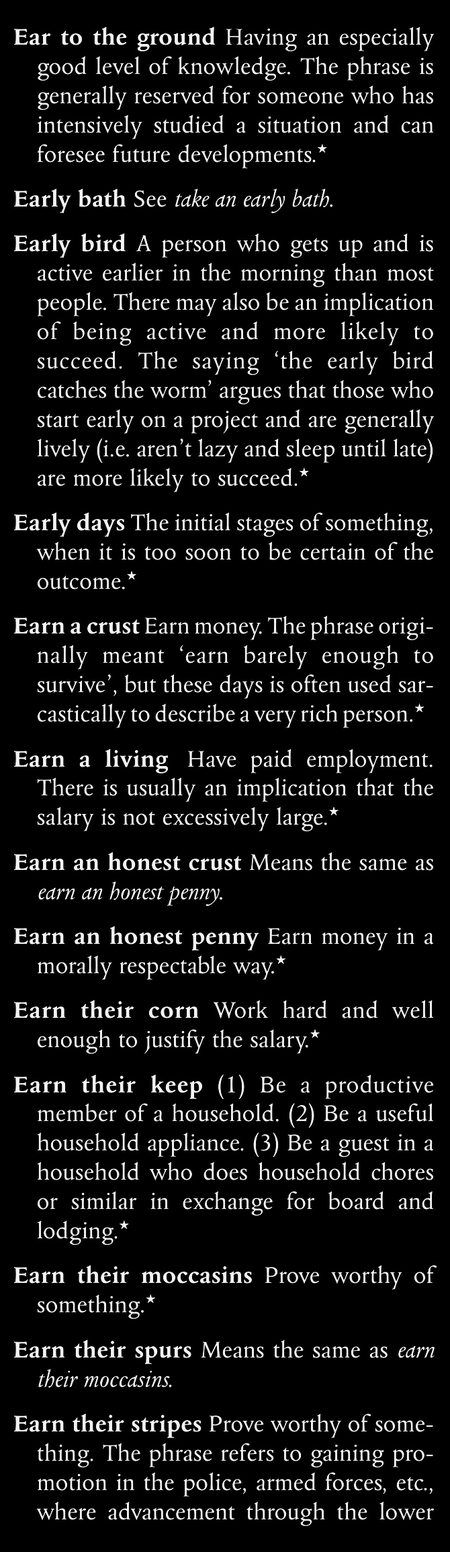 Ear to the ground Having an especially
good level of knowledge. The phrase is
generally reserved for someone who has
intensively studied a situation and can
foresee future developments.★
Early bath See take an early bath.
Early bird A person who gets up and is
active earlier in the morning than most
people. There may also be an implication
of being active and more likely to
succeed. The saying ‘the early bird
catches the worm’ argues that those who
start early on a project and are generally
lively (i.e. aren’t lazy and sleep until late)
are more likely to succeed.★
Early days The initial stages of something,
when it is too soon to be certain of the
outcome.★
Earn a crust Earn money. The phrase origi-
nally meant ‘earn barely enough to
survive’, but these days is often used sar-
castically to describe a very rich person.★
Earn a living Have paid employment.
There is usually an implication that the
salary is not excessively large.★
Earn an honest crust Means the same as
earn an honest penny.
Earn an honest penny Earn money in a
morally respectable way.★
Earn their corn Work hard and well
enough to justify the salary.★
Earn their keep (1) Be a productive
member of a household. (2) Be a useful
household appliance. (3) Be a guest in a
household who does household chores
or similar in exchange for board and
lodging.★
Earn their moccasins Prove worthy of
something.★
Earn their spurs Means the same as earn
their moccasins.
Earn their stripes Prove worthy of some-
thing. The phrase refers to gaining pro-
motion in the police, armed forces, etc.,
where advancement through the lower